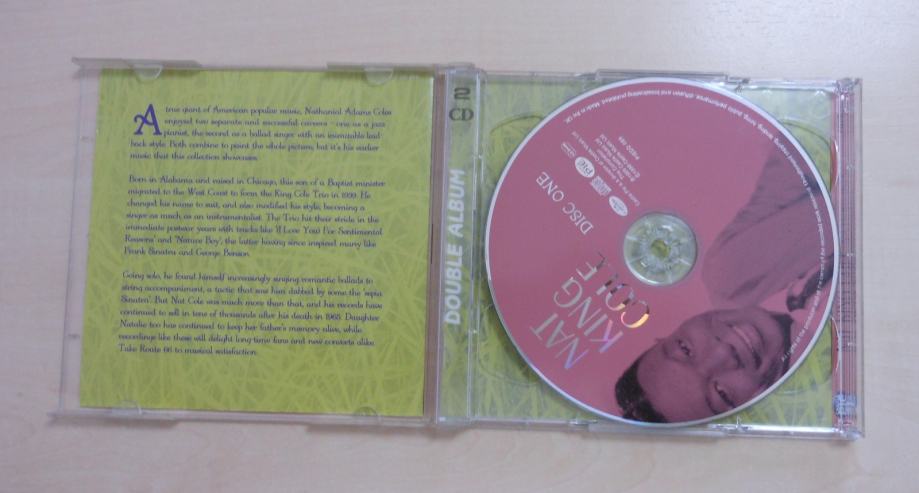 A true giant of American popular music, Nathanial Adams Coles
enjoyed two separate and successful careers – one as a jazz
pianist, the second as a ballad singer with an inimitable laid
back style. Both combine to paint the whole picture, but it's his earlier
music that this collection showcases.
Born in Alabama and raised in Chicago, this son of a Baptist minister
migrated to the West Coast to form the King Cole Trio in 1939. He
changed his name to suit, and also modified his style, becoming a
singer as much as an instrumentalist. The Trio hit their stride in the
immediate postwar years with tracks like '(I Love You) For Sentimental
Reasons' and 'Nature Boy', the latter having since inspired many like
Frank Sinatra and George Benson.
Going solo, he found himself increasingly singing romantic ballads to
string accompaniment, a tactic that saw him dubbed by some the 'sepia
Sinatra'. But Nat Cole was much more than that, and his records have
continued to sell in tens of thousands after his death in 1965. Daughter
Natalie too has continued to keep her father's memory alive, while
recordings like these will delight long-time fans and new converts alike.
Take Route 66 to musical satisfaction.
2
CD
DOUBLE ALBUM
NAT
KING
COLE
DISC ONE